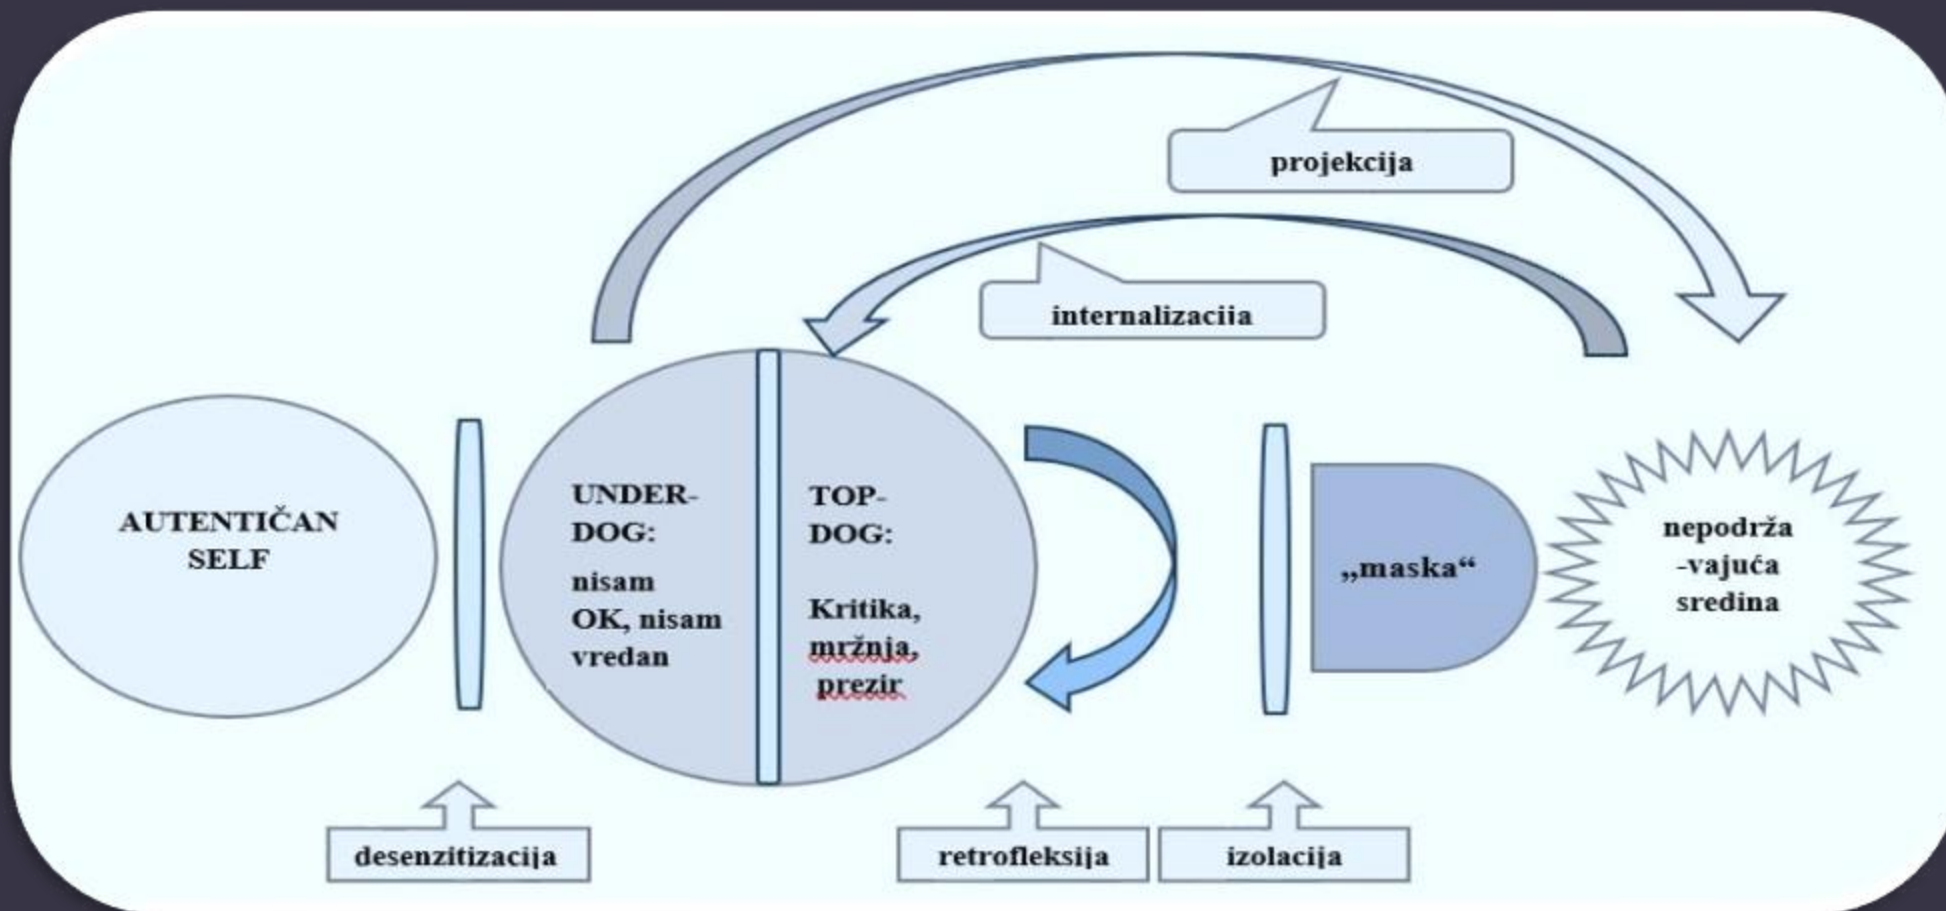 projekcija
internalizaciia
AUTENTIČAN
SELF
UNDER-
DOG:
nisam
OK, nisam
vredan
TOP-
DOG:
Kritika,
mržnja,
prezir
„maska“
nepodrža
-vajuća
sredina
desenzitizacija
retrofleksija
izolacija